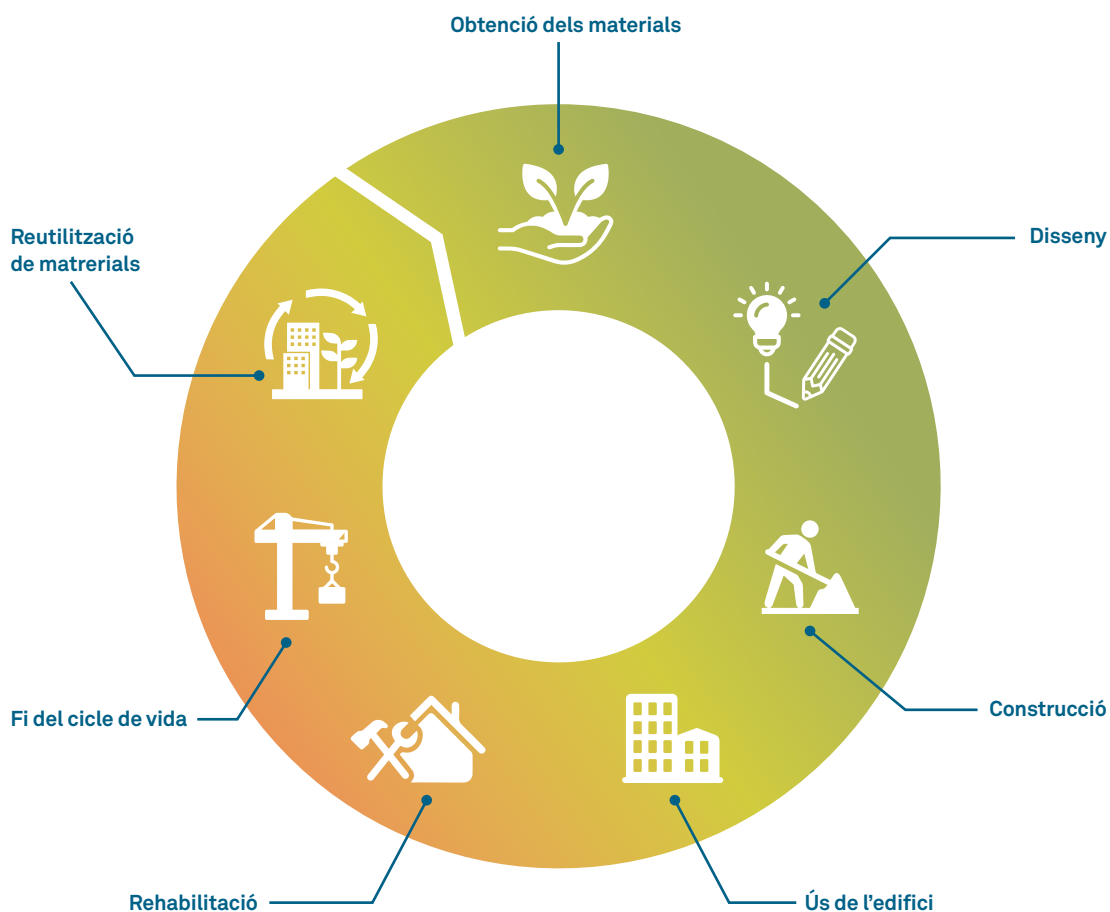 Obtenció dels materials
Disseny
Construcció
Ús de l’edifici
Rehabilitació
Fi del cicle de vida
Reutilització
de matrerials